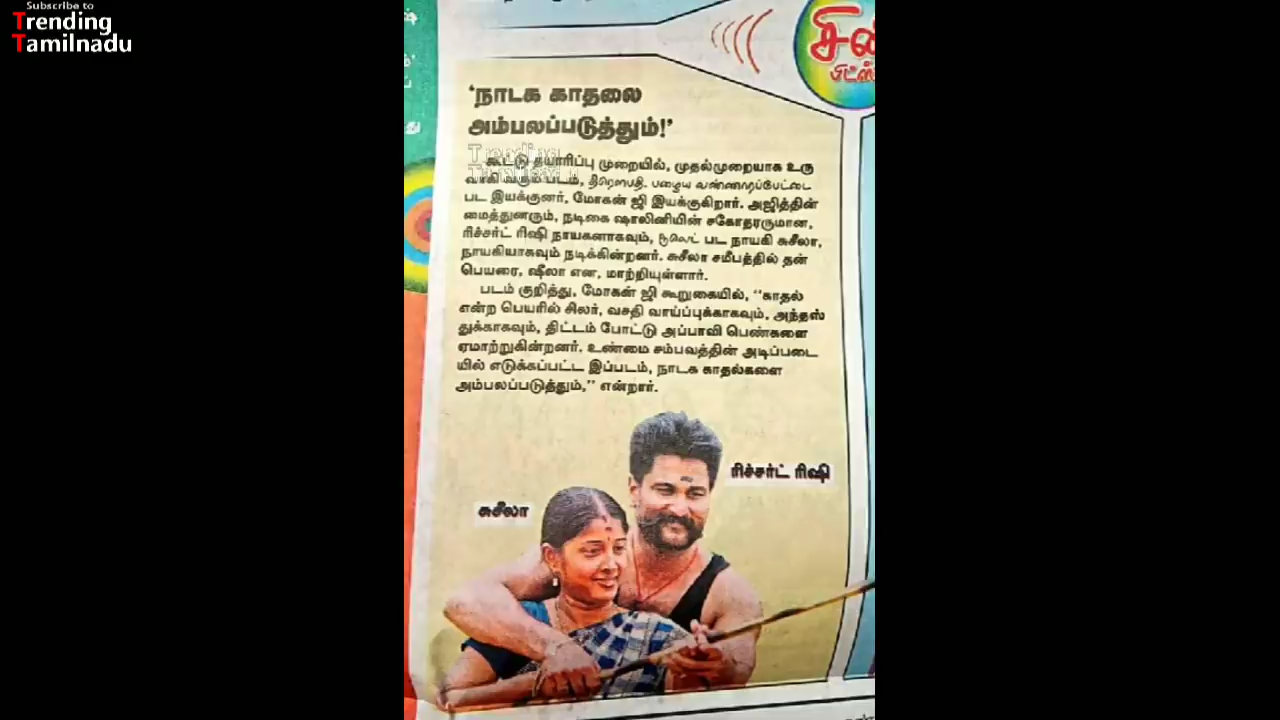 Subscribe to
Trending
Tamilnadu
சின
பிட்ஸ்
'நாடக காதலை
அம்பலப்படுத்தும்!'
Trending
Tamilnadu
கூட்டு தயாரிப்பு முறையில், முதல்முறையாக உரு
வாகி வரும் படம், திரௌபதி. பழைய வண்ணாரப்பேட்டை
பட இயக்குனர், மோகன் ஜி இயக்குகிறார். அஜித்தின்
மைத்துனரும், நடிகை ஷாலினியின் சகோதரருமான,
ரிச்சர்ட் ரிஷி நாயகனாகவும், டூலெட் பட நாயகி சுசீலா,
நாயகியாகவும் நடிக்கின்றனர். சுசீலா சமீபத்தில் தன்
பெயரை, ஷீலா என, மாற்றியுள்ளார்.
படம் குறித்து, மோகன் ஜி கூறுகையில், ''காதல்
என்ற பெயரில் சிலர், வசதி வாய்ப்புக்காகவும், அந்தஸ்
துக்காகவும், திட்டம் போட்டு அப்பாவி பெண்களை
ஏமாற்றுகின்றனர். உண்மை சம்பவத்தின் அடிப்படை
யில் எடுக்கப்பட்ட இப்படம், நாடக காதல்களை
அம்பலப்படுத்தும்,'' என்றார்.
ரிச்சர்ட் ரிஷி
சுசீலா